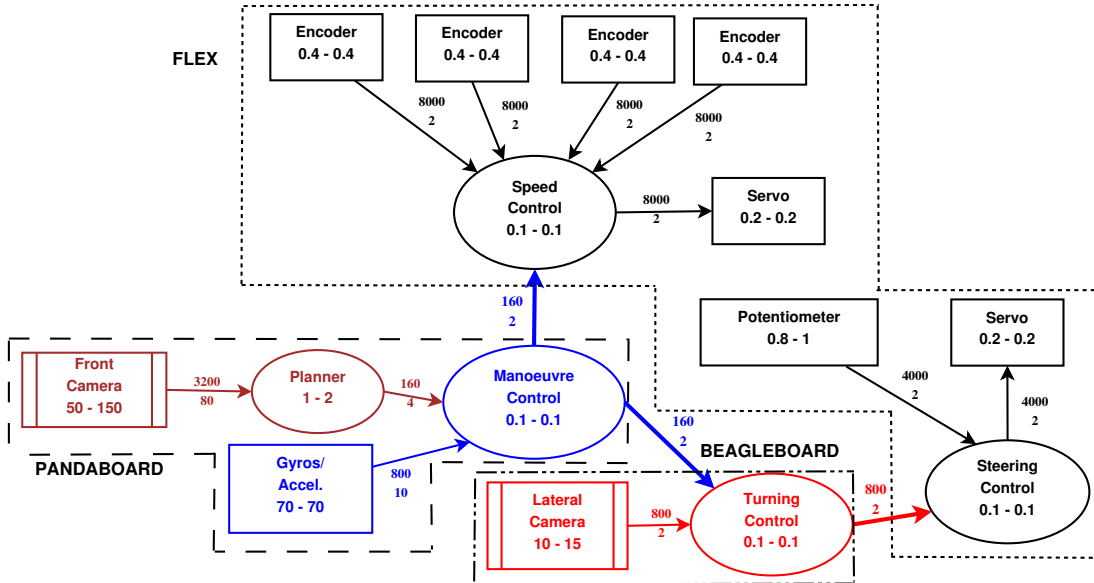 FLEX
Encoder
0.4 - 0.4
Encoder
0.4 - 0.4
Encoder
0.4 - 0.4
Encoder
0.4 - 0.4
8000
2
8000
2
8000
2
8000
2
Speed
Control
0.1 - 0.1
8000
2
Servo
0.2 - 0.2
160
2
Potentiometer
0.8 - 1
Servo
0.2 - 0.2
Front
Camera
50 - 150
3200
80
Planner
1 - 2
160
4
Manoeuvre
Control
0.1 - 0.1
4000
2
4000
2
160
2
PANDABOARD
Gyros/
Accel.
70 - 70
800
10
BEAGLEBOARD
Lateral
Camera
10 - 15
800
2
Turning
Control
0.1 - 0.1
800
2
Steering
Control
0.1 - 0.1